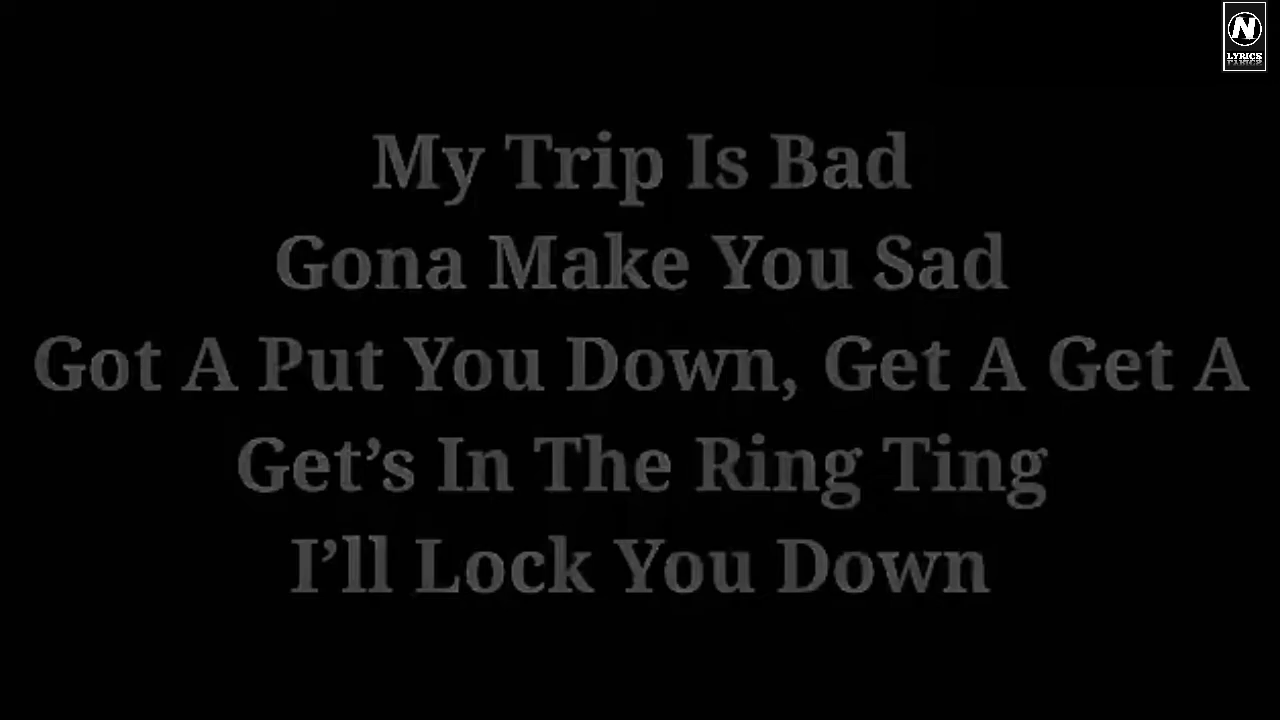 N
LYRICS
My Trip Is Bad
Gona Make You Sad
Got A Put You Down, Get A Get A
Get’s In The Ring Ting
I’ll Lock You Down